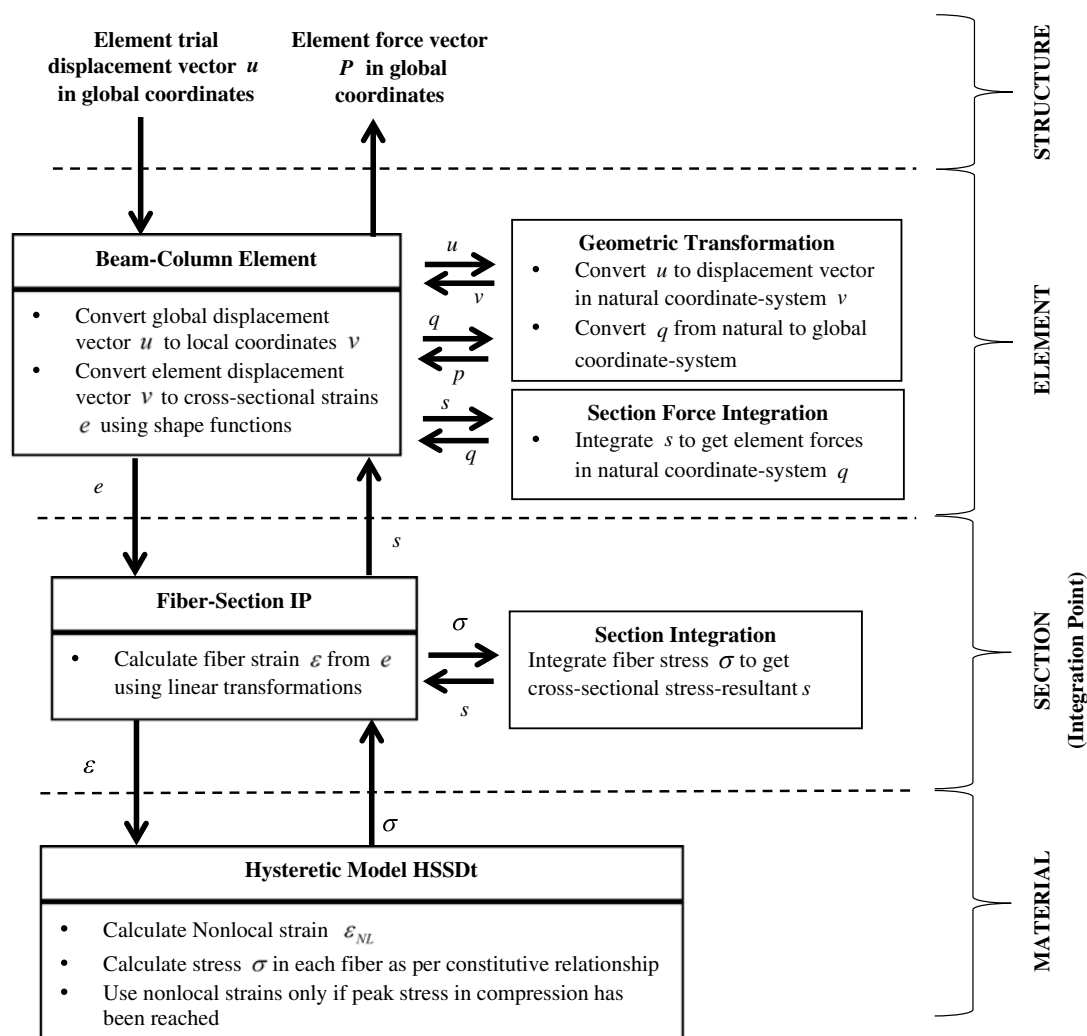 Element trial
displacement vector u
in global coordinates
Element force vector
P in global
coordinates
STRUCTURE
Beam-Column Element
• Convert global displacement
vector u to local coordinates v
• Convert element displacement
vector v to cross-sectional strains
e using shape functions
u
v
q
p
s
q
Geometric Transformation
• Convert u to displacement vector
in natural coordinate-system v
• Convert q from natural to global
coordinate-system
Section Force Integration
• Integrate s to get element forces
in natural coordinate-system q
ELEMENT
e
s
Fiber-Section IP
• Calculate fiber strain ε from e
using linear transformations
σ
s
Section Integration
Integrate fiber stress σ to get
cross-sectional stress-resultant s
SECTION
(Integration Point)
ε
σ
Hysteretic Model HSSDt
• Calculate Nonlocal strain ε_NL
• Calculate stress σ in each fiber as per constitutive relationship
• Use nonlocal strains only if peak stress in compression has
been reached
MATERIAL